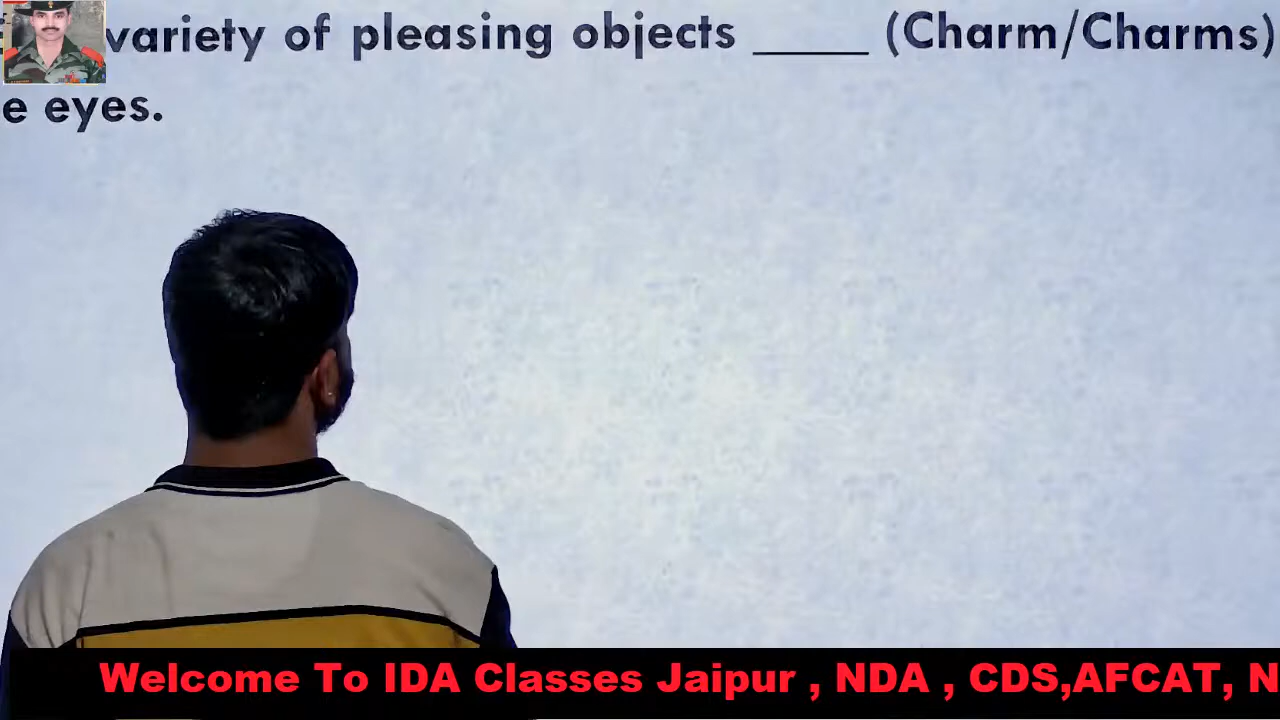 variety of pleasing objects _____ (Charm/Charms)
e eyes.
Welcome To IDA Classes Jaipur , NDA , CDS,AFCAT, N